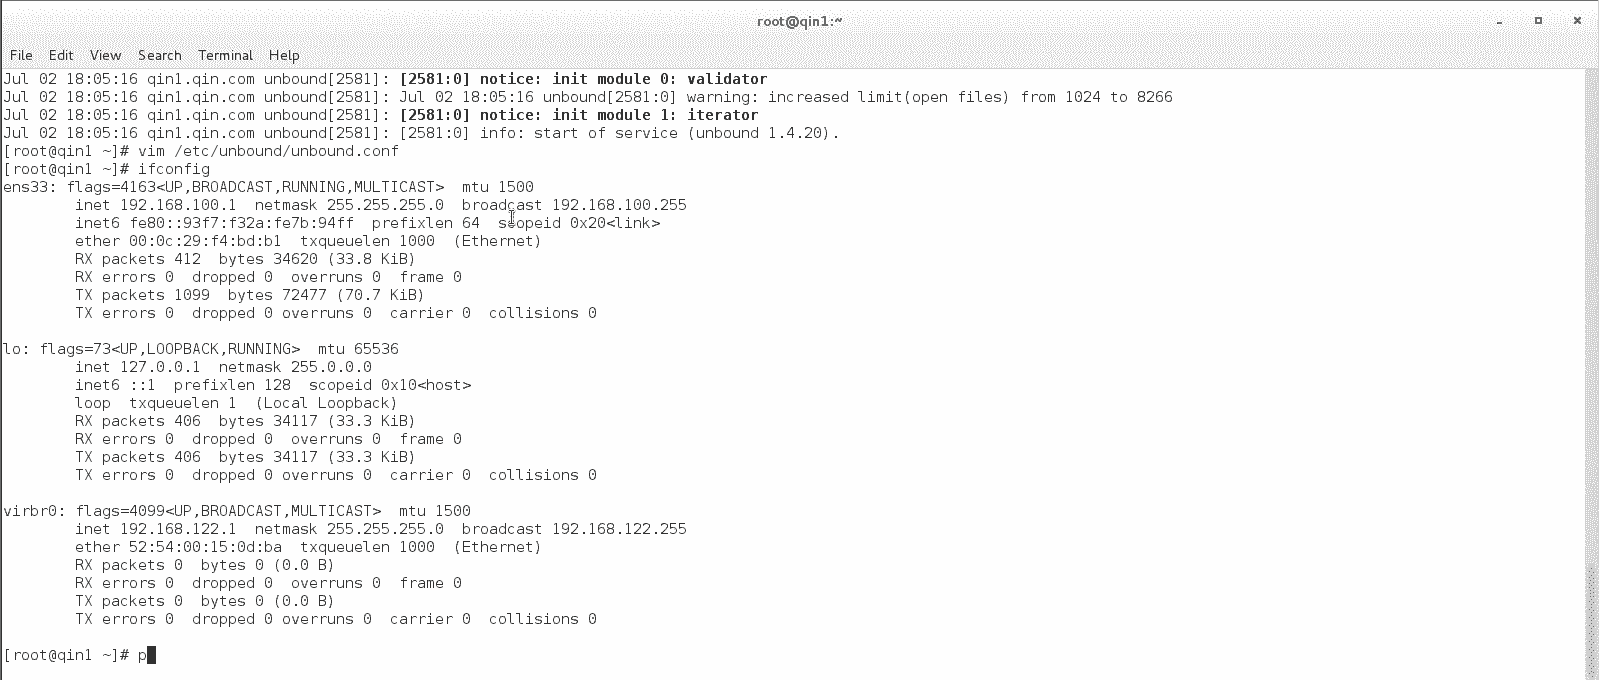 root@qin1:~
File Edit View Search Terminal Help
Jul 02 18:05:16 qin1.qin.com unbound[2581]: [2581:0] notice: init module 0: validator
Jul 02 18:05:16 qin1.qin.com unbound[2581]: Jul 02 18:05:16 unbound[2581:0] warning: increased limit(open files) from 1024 to 8266
Jul 02 18:05:16 qin1.qin.com unbound[2581]: [2581:0] notice: init module 1: iterator
Jul 02 18:05:16 qin1.qin.com unbound[2581]: [2581:0] info: start of service (unbound 1.4.20).
[root@qin1 ~]# vim /etc/unbound/unbound.conf
[root@qin1 ~]# ifconfig
ens33: flags=4163<UP,BROADCAST,RUNNING,MULTICAST>  mtu 1500
        inet 192.168.100.1  netmask 255.255.255.0  broadcast 192.168.100.255
        inet6 fe80::93f7:f32a:fe7b:94ff  prefixlen 64  scopeid 0x20<link>
        ether 00:0c:29:f4:bd:b1  txqueuelen 1000  (Ethernet)
        RX packets 412  bytes 34620 (33.8 KiB)
        RX errors 0  dropped 0  overruns 0  frame 0
        TX packets 1099  bytes 72477 (70.7 KiB)
        TX errors 0  dropped 0 overruns 0  carrier 0  collisions 0
lo: flags=73<UP,LOOPBACK,RUNNING>  mtu 65536
        inet 127.0.0.1  netmask 255.0.0.0
        inet6 ::1  prefixlen 128  scopeid 0x10<host>
        loop  txqueuelen 1  (Local Loopback)
        RX packets 406  bytes 34117 (33.3 KiB)
        RX errors 0  dropped 0  overruns 0  frame 0
        TX packets 406  bytes 34117 (33.3 KiB)
        TX errors 0  dropped 0 overruns 0  carrier 0  collisions 0
virbr0: flags=4099<UP,BROADCAST,MULTICAST>  mtu 1500
        inet 192.168.122.1  netmask 255.255.255.0  broadcast 192.168.122.255
        ether 52:54:00:15:0d:ba  txqueuelen 1000  (Ethernet)
        RX packets 0  bytes 0 (0.0 B)
        RX errors 0  dropped 0  overruns 0  frame 0
        TX packets 0  bytes 0 (0.0 B)
        TX errors 0  dropped 0 overruns 0  carrier 0  collisions 0
[root@qin1 ~]# p